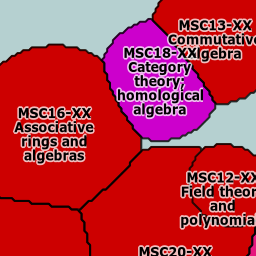 MSC13-XX
Commutative
algebra
MSC18-XX
Category
theory;
homological
algebra
MSC16-XX
Associative
rings and
algebras
MSC12-XX
Field theory
and
polynomials
MSC20-XX